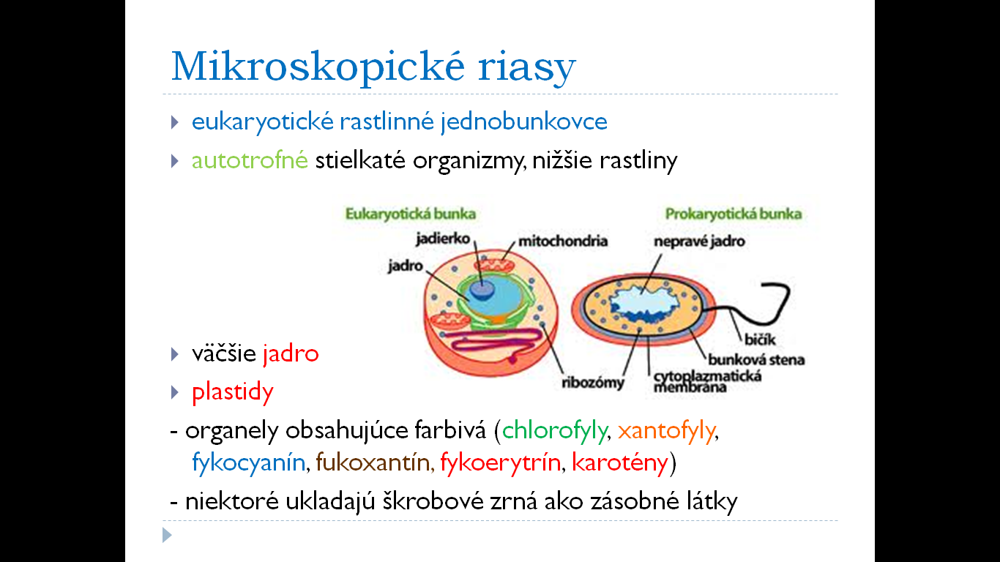 Mikroskopické riasy
eukaryotické rastlinné jednobunkovce
autotrofné stielkaté organizmy, nižšie rastliny
Eukaryotická bunka
jadierko
mitochondria
jadro
Prokaryotická bunka
nepravé jadro
bičík
bunková stena
ribozómy
cytoplazmatická
membrána
väčšie jadro
plastidy
- organely obsahujúce farbivá (chlorofyly, xantofyly,
fykocyanín, fukoxantín, fykoerytrín, karotény)
- niektoré ukladajú škrobové zrná ako zásobné látky